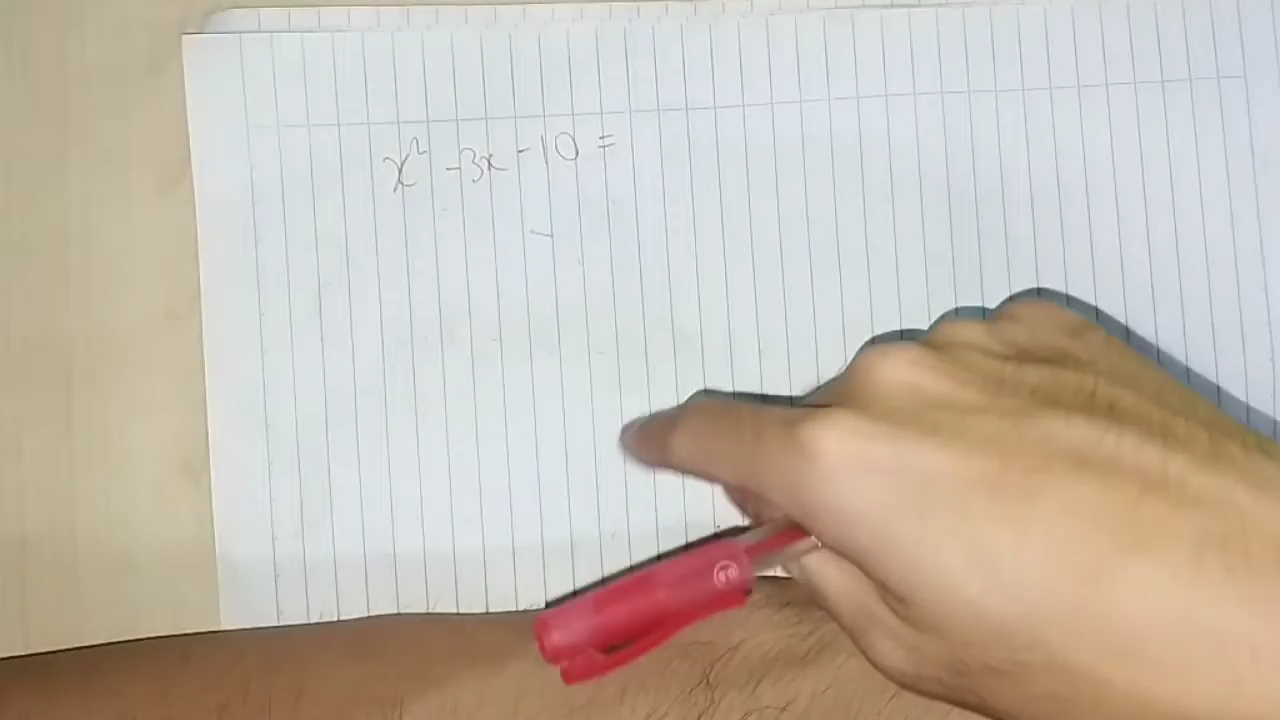 x² -3x -10 =
-